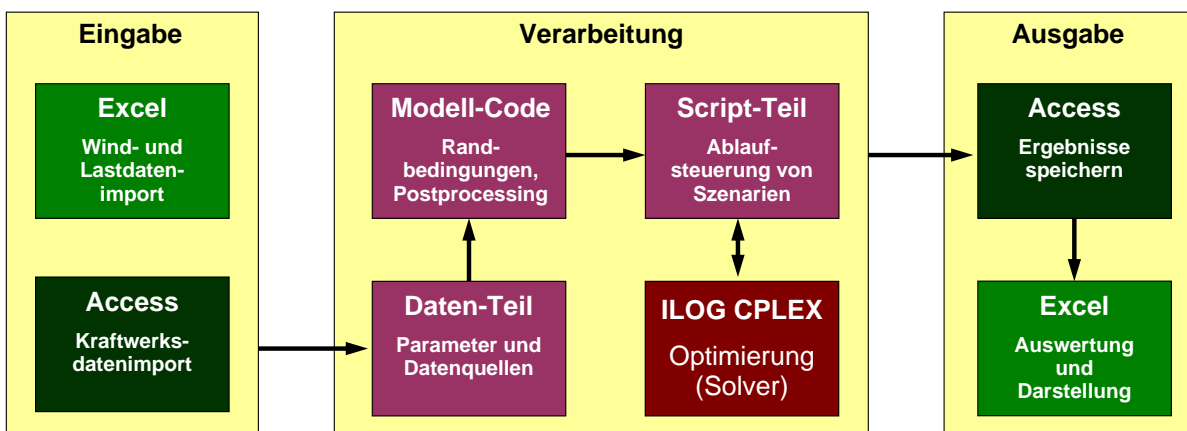 Eingabe
Excel
Wind- und
Lastdaten-
import
Access
Kraftwerks-
datenimport
Verarbeitung
Modell-Code
Rand-
bedingungen,
Postprocessing
Script-Teil
Ablauf-
steuerung von
Szenarien
Daten-Teil
Parameter und
Datenquellen
ILOG CPLEX
Optimierung
(Solver)
Ausgabe
Access
Ergebnisse
speichern
Excel
Auswertung
und
Darstellung